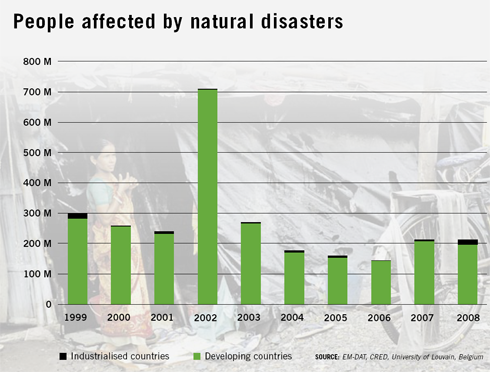 People affected by natural disasters
800 M
700 M
600 M
500 M
400 M
300 M
200 M
100 M
0
1999 2000 2001 2002 2003 2004 2005 2006 2007 2008
Industrialised countries Developing countries SOURCE: EM-DAT, CRED, University of Louvain, Belgium